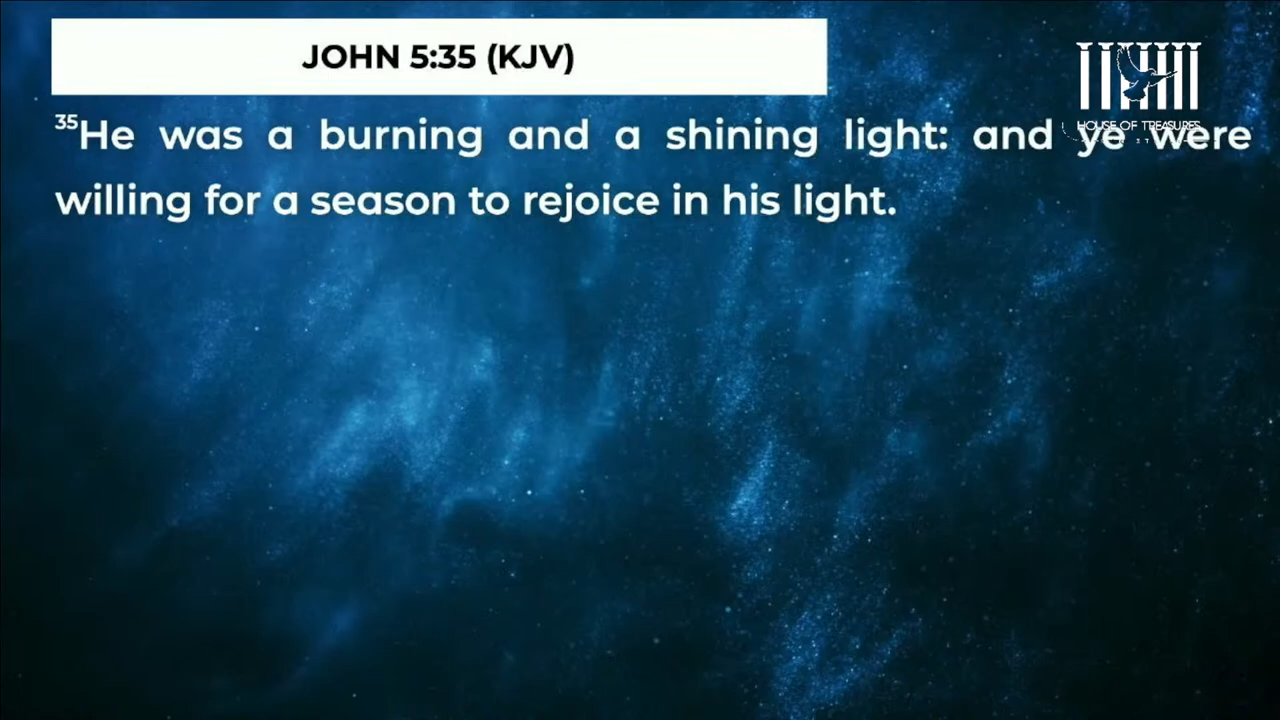 JOHN 5:35 (KJV)
HOUSE OF TREASURES
35He was a burning and a shining light: and ye were
willing for a season to rejoice in his light.